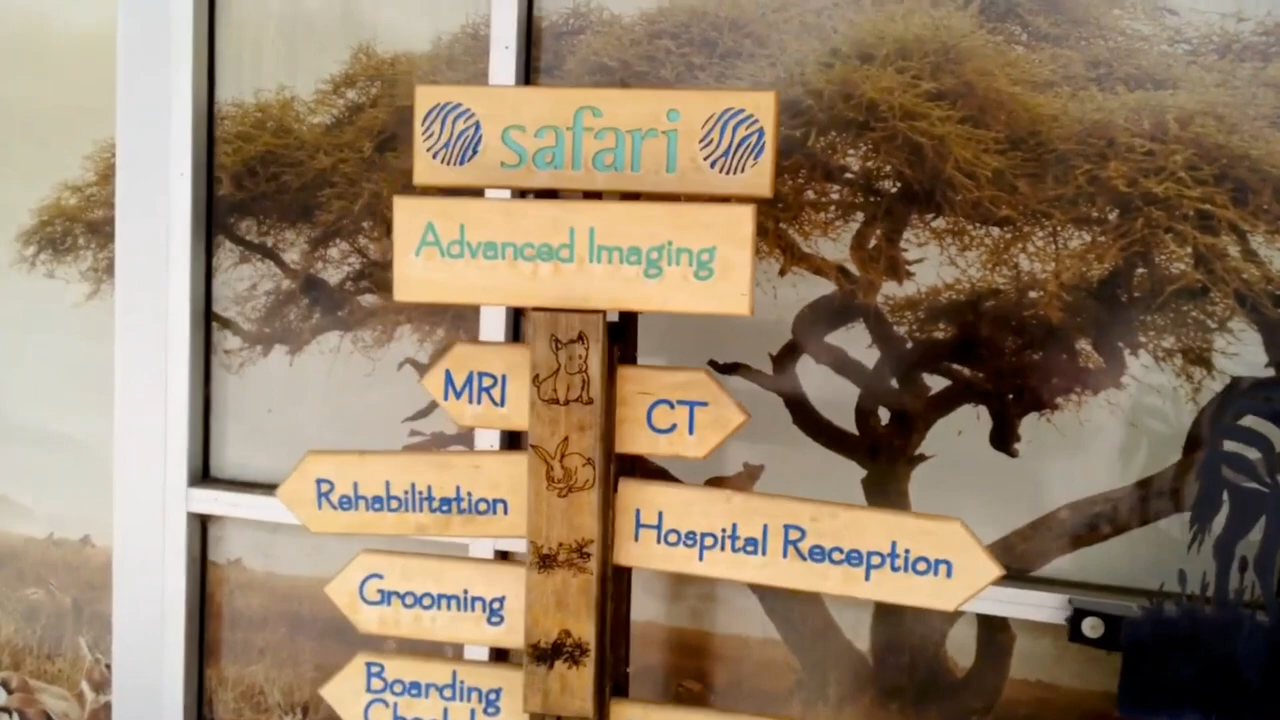 safari
Advanced Imaging
MRI
CT
Rehabilitation
Hospital Reception
Grooming
Boarding